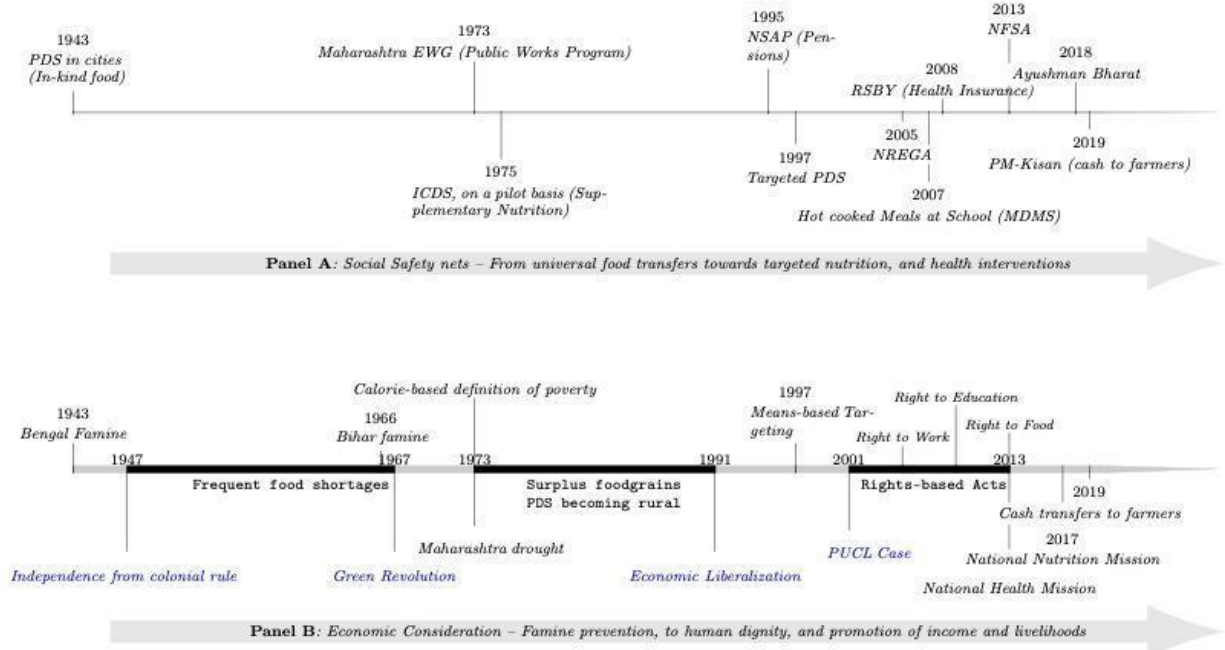 1943
PDS in cities
(In-kind food)
1973
Maharashtra EWG (Public Works Program)
1975
ICDS, on a pilot basis (Sup-
plementary Nutrition)
1995
NSAP (Pen-
sions)
1997
Targeted PDS
2005
NREGA
2007
Hot cooked Meals at School (MDMS)
2008
RSBY (Health Insurance)
2013
NFSA
2018
Ayushman Bharat
2019
PM-Kisan (cash to farmers)
Panel A: Social Safety nets – From universal food transfers towards targeted nutrition, and health interventions
1943
Bengal Famine
1947
Independence from colonial rule
Frequent food shortages
1966
Bihar famine
1967
Green Revolution
Calorie-based definition of poverty
1973
Maharashtra drought
Surplus foodgrains
PDS becoming rural
1991
Economic Liberalization
1997
Means-based Tar-
geting
2001
PUCL Case
Rights-based Acts
Right to Work
Right to Education
Right to Food
2013
National Health Mission
2017
National Nutrition Mission
2019
Cash transfers to farmers
Panel B: Economic Consideration – Famine prevention, to human dignity, and promotion of income and livelihoods